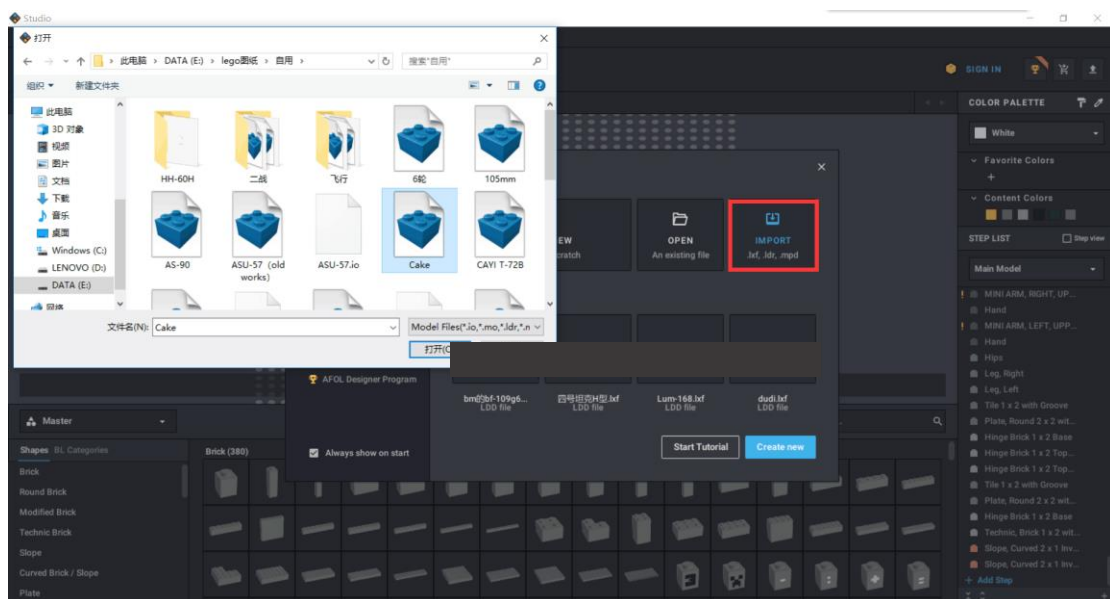 Studio
打开
此电脑 > DATA (E:) > lego图纸 > 自用 >
搜索"自用"
组织
新建文件夹
此电脑
3D 对象
视频
图片
文档
下载
音乐
桌面
Windows (C:)
LENOVO (D:)
DATA (E:)
网络
HH-60H
二战
飞行
6轮
105mm
AS-90
ASU-57 (old works)
ASU-57.io
Cake
CAYI T-72B
文件名(N):
Cake
Model Files(*.io,*.mo,*.ldr,*.n
打开(O
SIGN IN
EW
cratch
OPEN
An existing file
IMPORT
.lxf, .ldr, .mpd
AFOL Designer Program
bm的bf-109g6...
LDD file
四号坦克H型.lxf
LDD file
Lum-168.lxf
LDD file
dudi.lxf
LDD file
Always show on start
Start Tutorial
Create new
Master
Shapes
BL Categories
Brick (380)
Brick
Round Brick
Modified Brick
Technic Brick
Slope
Curved Brick / Slope
Plate
COLOR PALETTE
White
Favorite Colors
+
Content Colors
STEP LIST
Step view
Main Model
MINI ARM, RIGHT, UP...
Hand
MINI ARM, LEFT, UPP...
Hand
Hips
Leg, Right
Leg, Left
Tile 1 x 2 with Groove
Plate, Round 2 x 2 wit...
Hinge Brick 1 x 2 Base
Hinge Brick 1 x 2 Top...
Hinge Brick 1 x 2 Top...
Tile 1 x 2 with Groove
Plate, Round 2 x 2 wit...
Hinge Brick 1 x 2 Base
Technic, Brick 1 x 2 wit...
Slope, Curved 2 x 1 Inv...
Slope, Curved 2 x 1 Inv...
+ Add Step